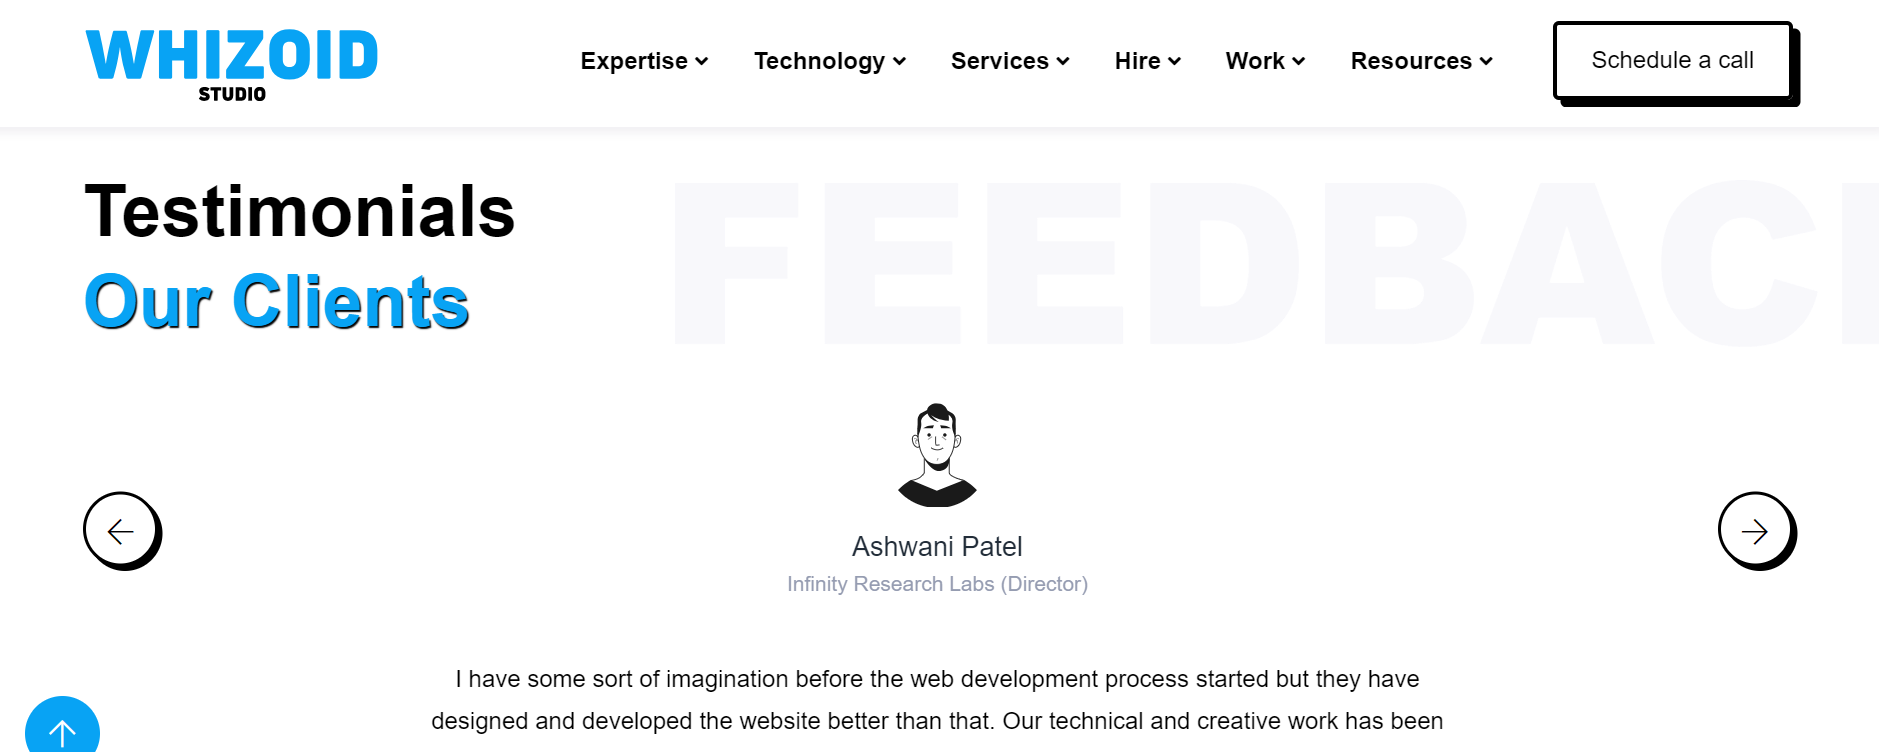 WHIZOID
STUDIO
Expertise Technology Services Hire Work Resources Schedule a call
Testimonials
Our Clients
FEEDBAC
Ashwani Patel
Infinity Research Labs (Director)
I have some sort of imagination before the web development process started but they have
designed and developed the website better than that. Our technical and creative work has been